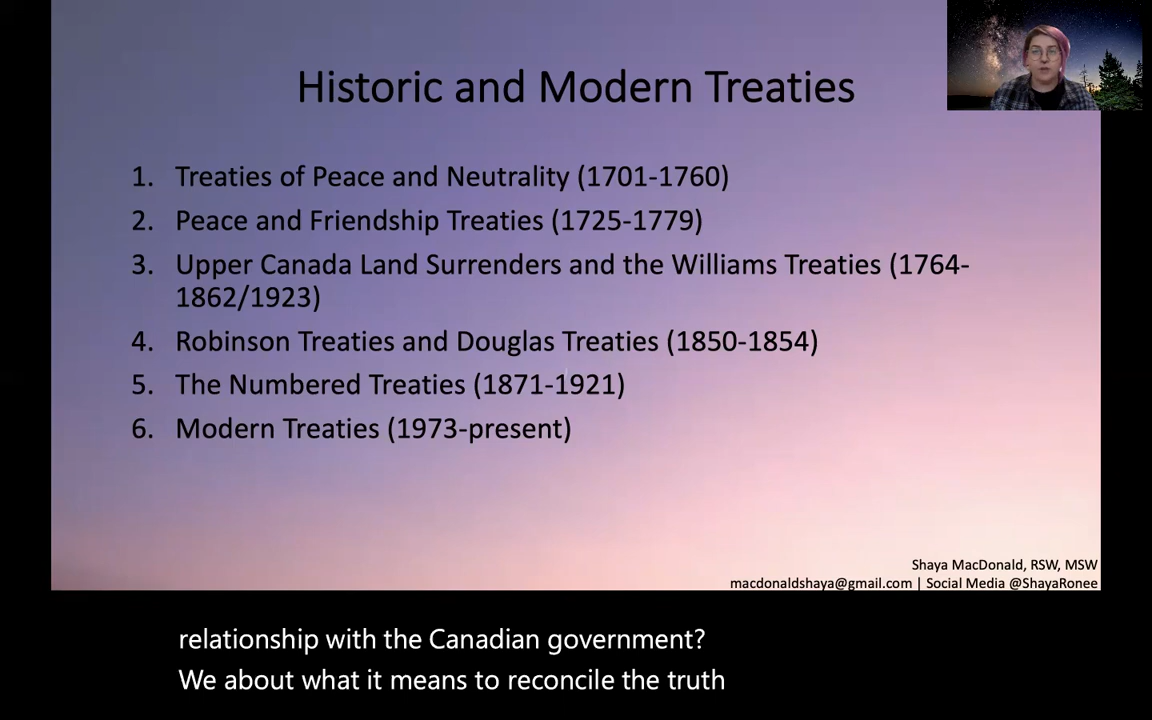 Historic and Modern Treaties
1. Treaties of Peace and Neutrality (1701-1760)
2. Peace and Friendship Treaties (1725-1779)
3. Upper Canada Land Surrenders and the Williams Treaties (1764-
1862/1923)
4. Robinson Treaties and Douglas Treaties (1850-1854)
5. The Numbered Treaties (1871-1921)
6. Modern Treaties (1973-present)
Shaya MacDonald, RSW, MSW
macdonaldshaya@gmail.com | Social Media @ShayaRonee
relationship with the Canadian government?
We about what it means to reconcile the truth